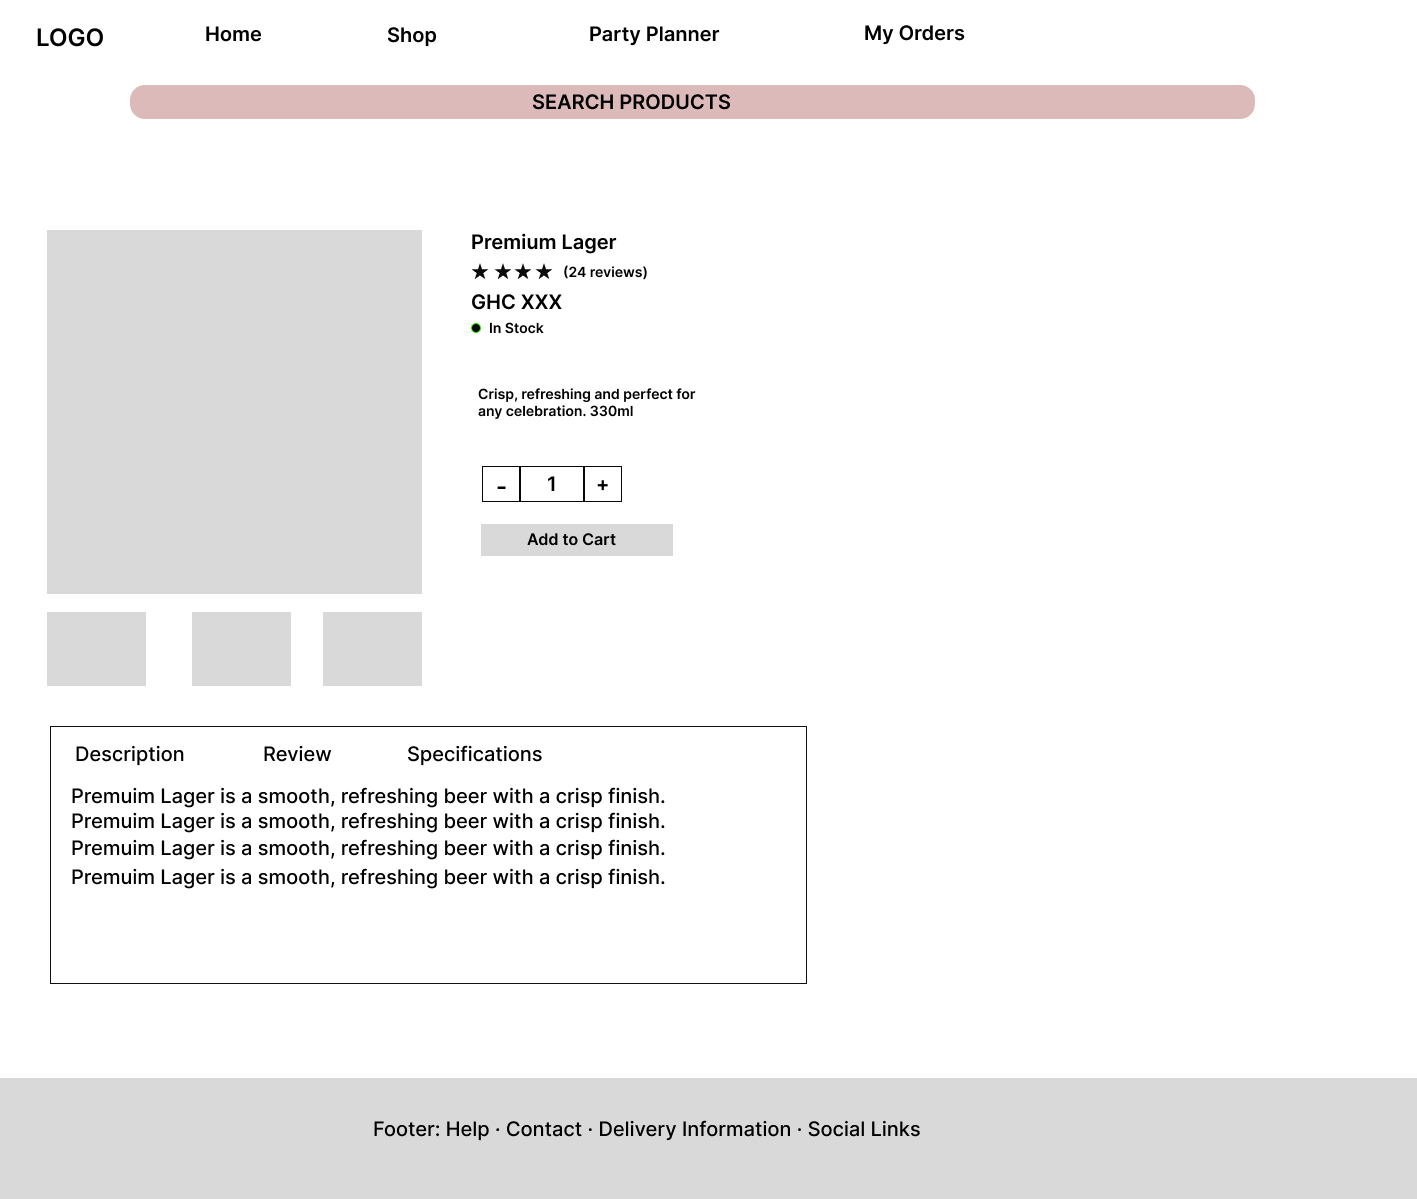 LOGO Home Shop Party Planner My Orders
SEARCH PRODUCTS
Premium Lager
★ ★ ★ ★ (24 reviews)
GHC XXX
In Stock
Crisp, refreshing and perfect for
any celebration. 330ml
- 1 +
Add to Cart
Description Review Specifications
Premuim Lager is a smooth, refreshing beer with a crisp finish.
Premuim Lager is a smooth, refreshing beer with a crisp finish.
Premuim Lager is a smooth, refreshing beer with a crisp finish.
Premuim Lager is a smooth, refreshing beer with a crisp finish.
Footer: Help · Contact · Delivery Information · Social Links